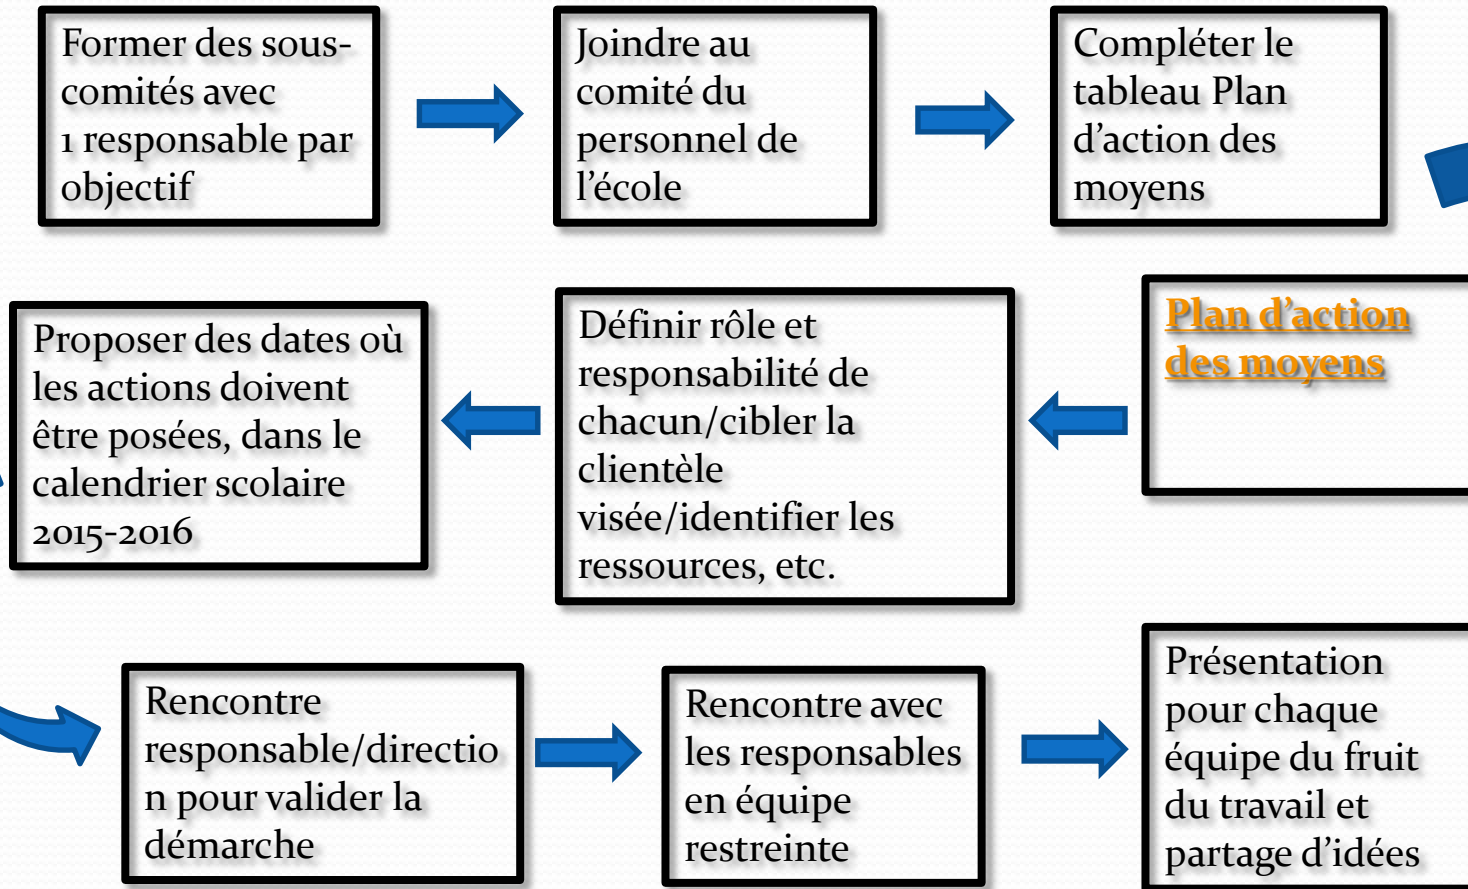 Former des sous-
comités avec
1 responsable par
objectif
Joindre au
comité du
personnel de
l'école
Compléter le
tableau Plan
d'action des
moyens
Plan d'action
des moyens
Définir rôle et
responsabilité de
chacun/cibler la
clientèle
visée/identifier les
ressources, etc.
Proposer des dates où
les actions doivent
être posées, dans le
calendrier scolaire
2015-2016
Rencontre
responsable/directio
n pour valider la
démarche
Rencontre avec
les responsables
en équipe
restreinte
Présentation
pour chaque
équipe du fruit
du travail et
partage d'idées